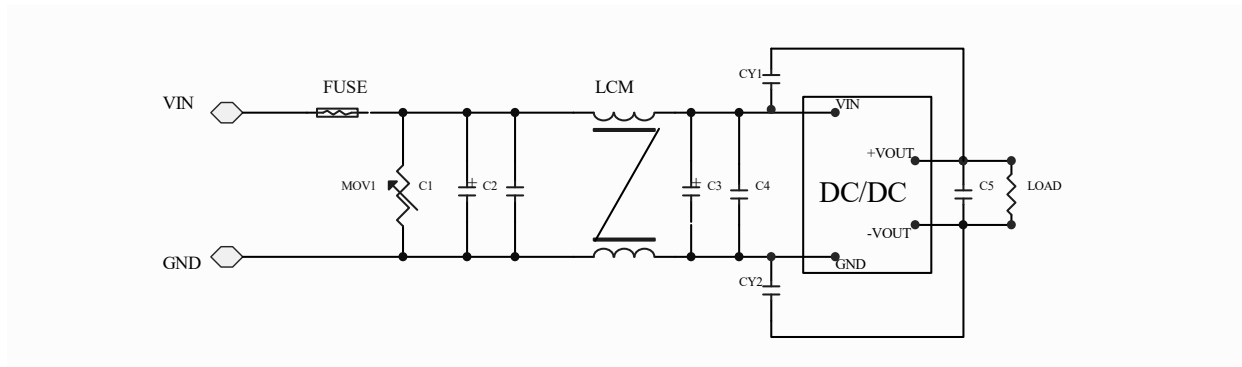 FUSE
LCM
CY1
VIN
VIN
+VOUT
MOV1
C1
+
C2
+
C3
C4
DC/DC
C5
LOAD
-VOUT
GND
GND
CY2